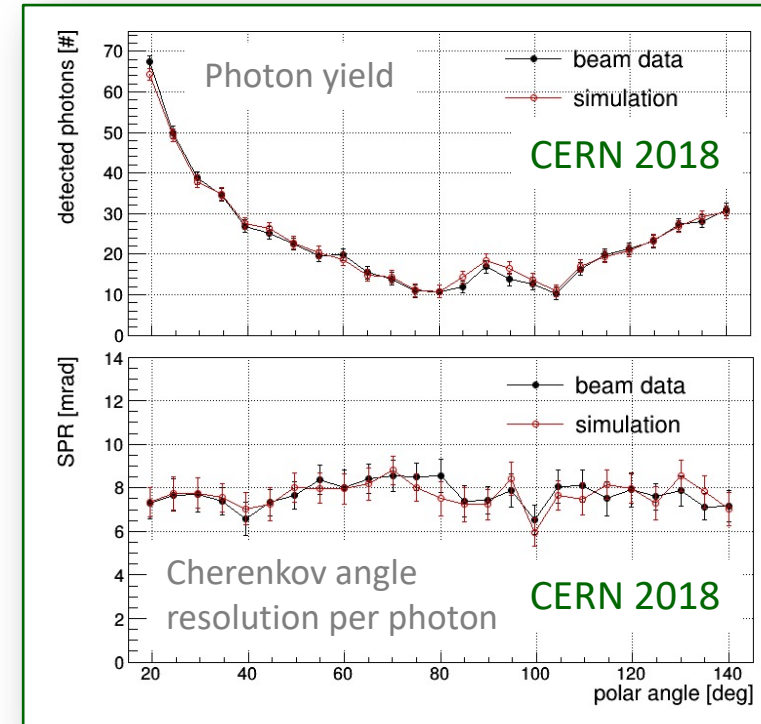 detected photons [#]
70
60
50
40
30
20
10
0
Photon yield
beam data
simulation
CERN 2018
SPR [mrad]
14
12
10
8
6
4
2
0
beam data
simulation
Cherenkov angle
resolution per photon
CERN 2018
20 40 60 80 100 120 140
polar angle [deg]